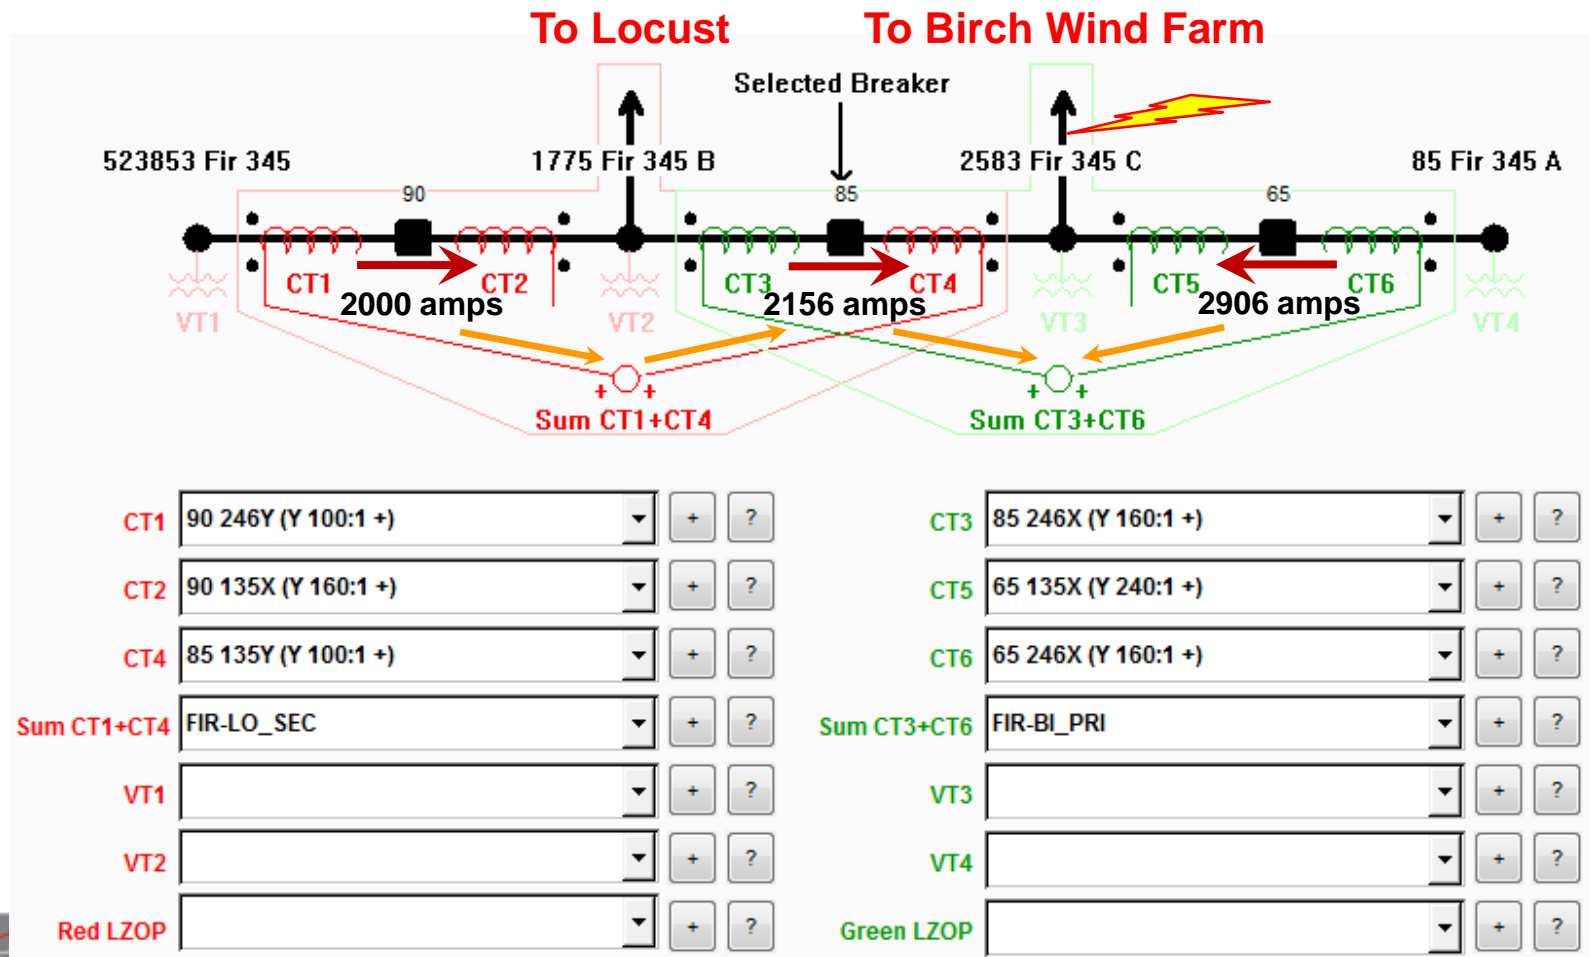 To Locust
To Birch Wind Farm
Selected Breaker
523853 Fir 345
1775 Fir 345 B
2583 Fir 345 C
85 Fir 345 A
90
85
65
CT1
CT2
CT3
CT4
CT5
CT6
2000 amps
2156 amps
2906 amps
VT1
VT2
VT3
VT4
+ +
+ +
Sum CT1+CT4
Sum CT3+CT6
CT1 90 246Y (Y 100:1 +) + ?
CT3 85 246X (Y 160:1 +) + ?
CT2 90 135X (Y 160:1 +) + ?
CT5 65 135X (Y 240:1 +) + ?
CT4 85 135Y (Y 100:1 +) + ?
CT6 65 246X (Y 160:1 +) + ?
Sum CT1+CT4 FIR-LO_SEC + ?
Sum CT3+CT6 FIR-BI_PRI + ?
VT1 + ?
VT3 + ?
VT2 + ?
VT4 + ?
Red LZOP + ?
Green LZOP + ?